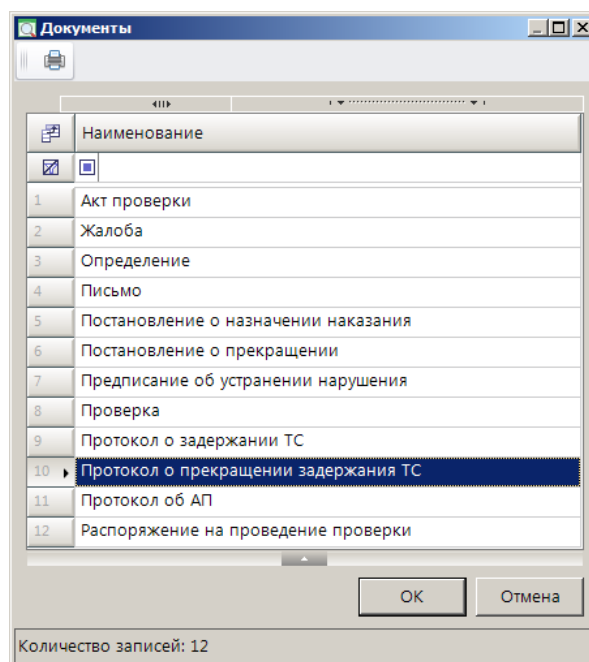 Документы
Наименование
1 Акт проверки
2 Жалоба
3 Определение
4 Письмо
5 Постановление о назначении наказания
6 Постановление о прекращении
7 Предписание об устранении нарушения
8 Проверка
9 Протокол о задержании ТС
10 Протокол о прекращении задержания ТС
11 Протокол об АП
12 Распоряжение на проведение проверки
ОК Отмена
Количество записей: 12